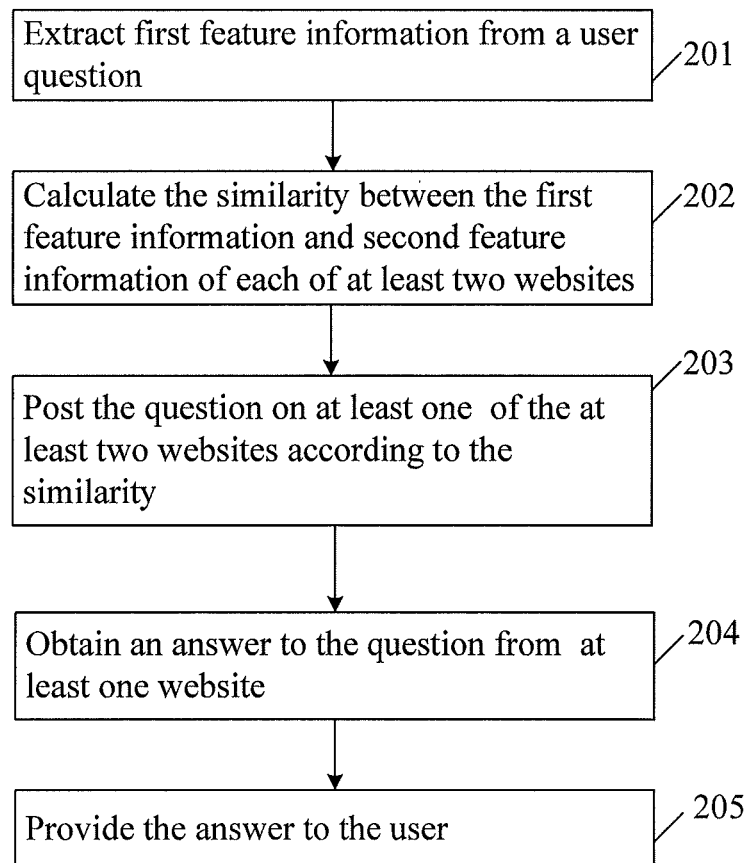 Extract first feature information from a user
question
201
Calculate the similarity between the first
feature information and second feature
information of each of at least two websites
202
Post the question on at least one of the at
least two websites according to the
similarity
203
Obtain an answer to the question from at
least one website
204
Provide the answer to the user
205